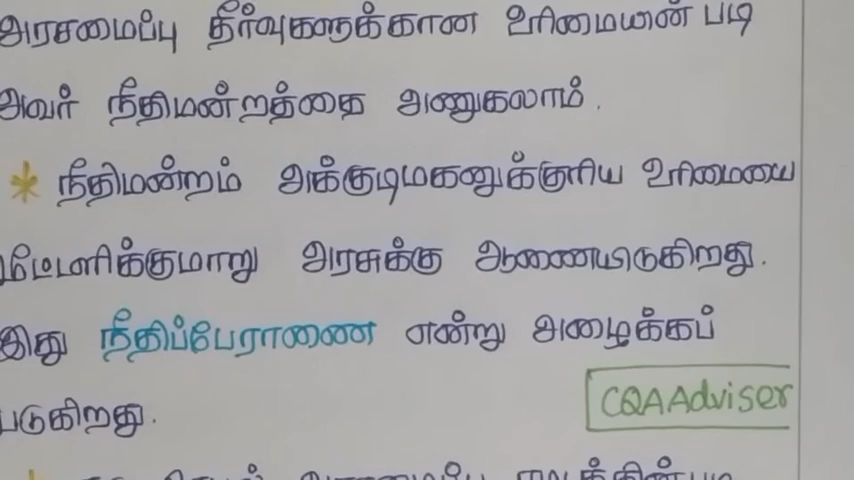 அரசமைப்பு தீர்வுகளுக்கான உரிமையின் படி
அவர் நீதிமன்றத்தை அணுகலாம்.
* நீதிமன்றம் அக்குடிமகனுக்குரிய உரிமையை
மீட்டளிக்குமாறு அரசுக்கு ஆணையிடுகிறது.
இது நீதிப்பேராணை என்று அழைக்கப்
படுகிறது.
CQAAdviser